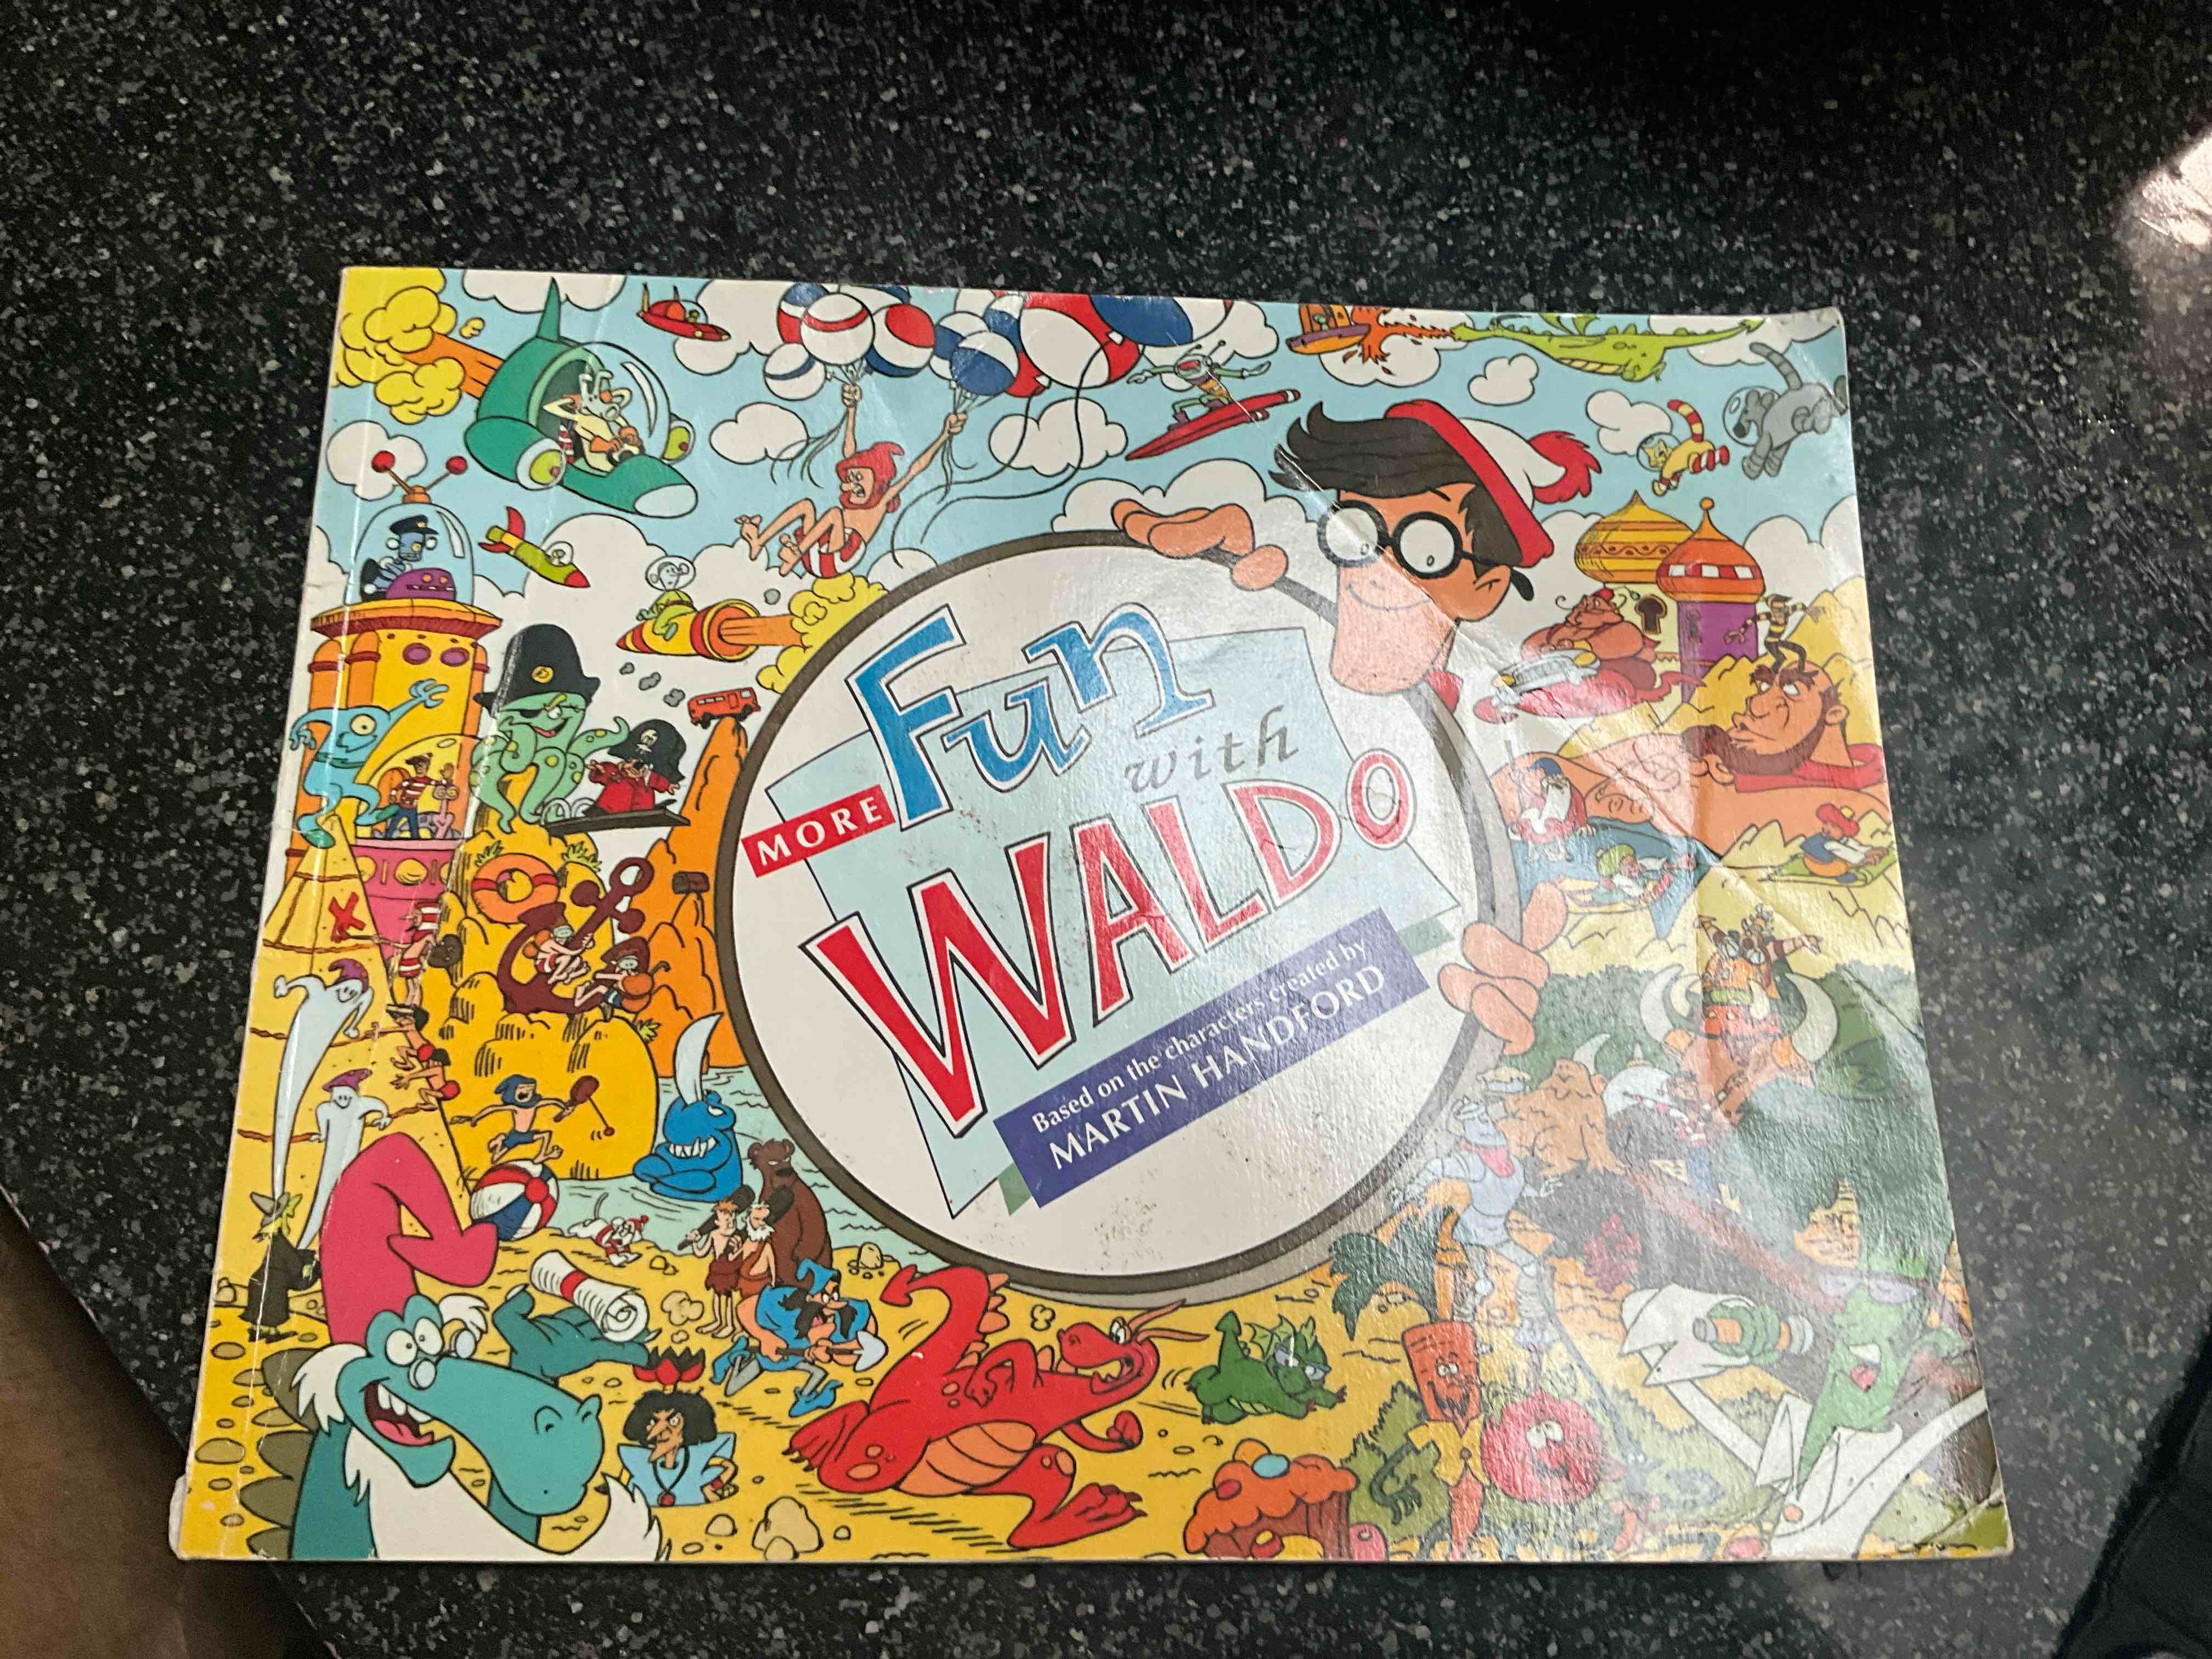 MORE
Fun
with
WALDO
Based on the characters created by
MARTIN HANDFORD